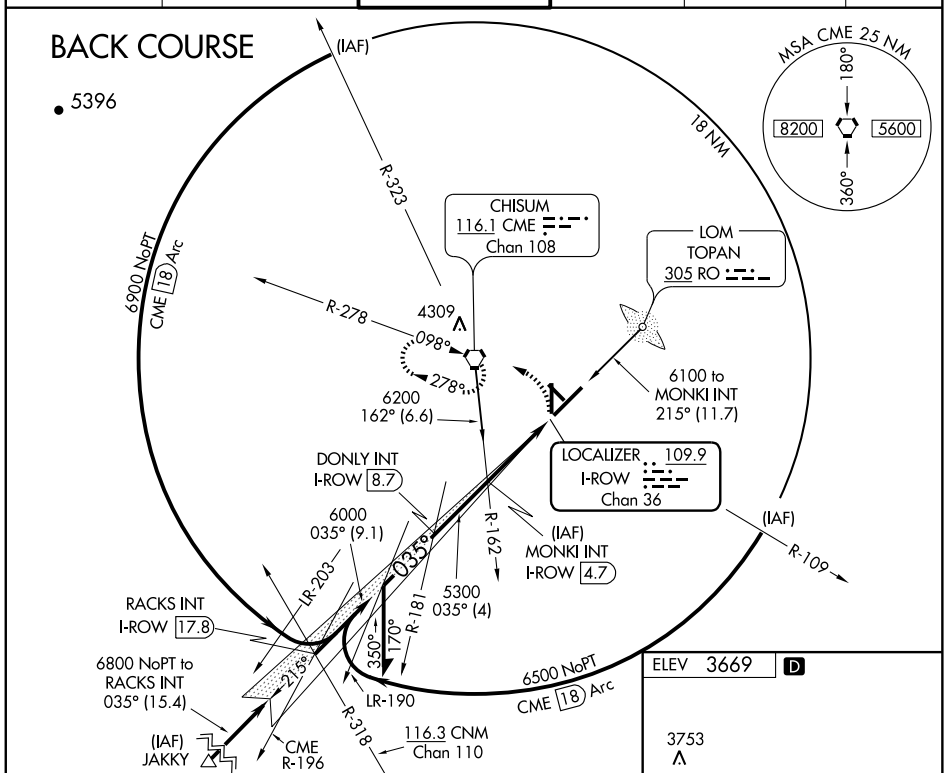 BACK COURSE
5396
(IAF)
MSA CME 25 NM
180°
8200
5600
360°
18 NM
R-323
CHISUM
116.1 CME
Chan 108
LOM
TOPAN
305 RO
6900 NoPT
CME 18 Arc
R-278
4309
098°
278°
6200
162° (6.6)
6100 to
MONKI INT
215° (11.7)
LOCALIZER 109.9
I-ROW
Chan 36
DONLY INT
I-ROW 8.7
6000
035° (9.1)
035°
R-162
(IAF)
MONKI INT
I-ROW 4.7
(IAF)
R-109
LR-203
5300
035° (4)
R-181
RACKS INT
I-ROW 17.8
350°
170°
215°
6800 NoPT to
RACKS INT
035° (15.4)
LR-190
6500 NoPT
CME 18 Arc
R-318
(IAF)
JAKKY
CME
R-196
116.3 CNM
Chan 110
ELEV 3669
D
3753